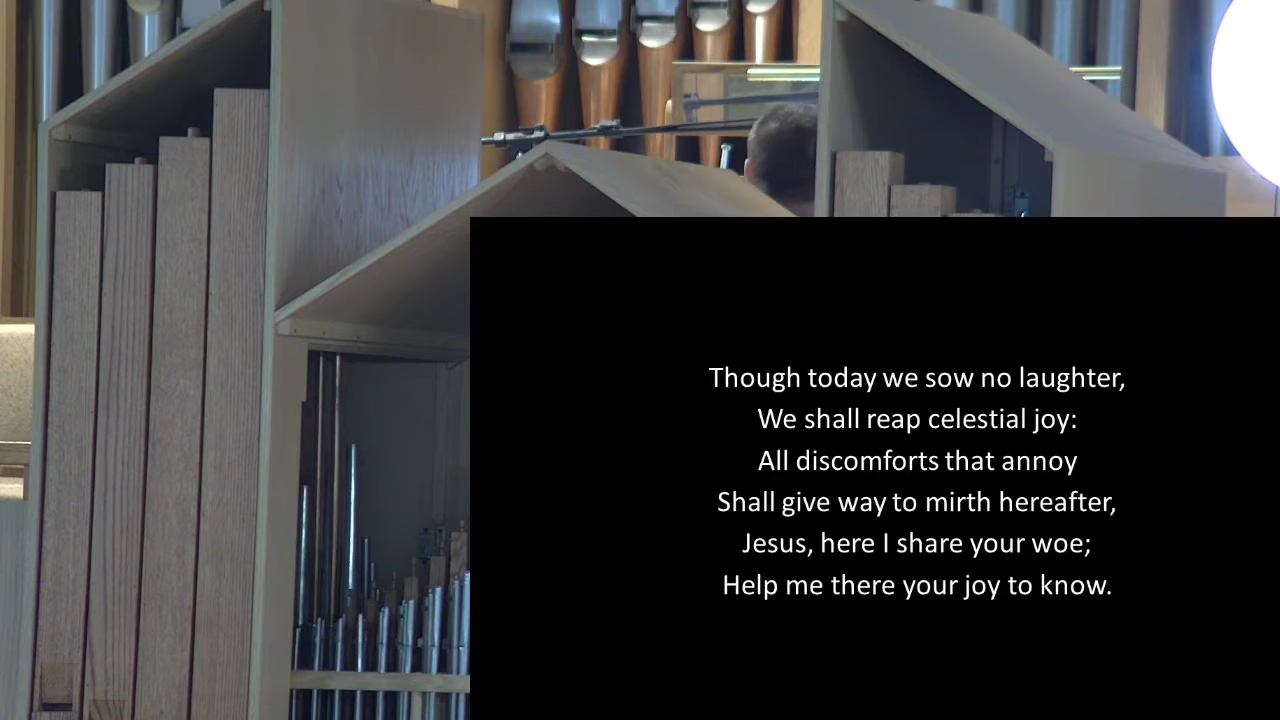 Though today we sow no laughter,
We shall reap celestial joy:
All discomforts that annoy
Shall give way to mirth hereafter,
Jesus, here I share your woe;
Help me there your joy to know.